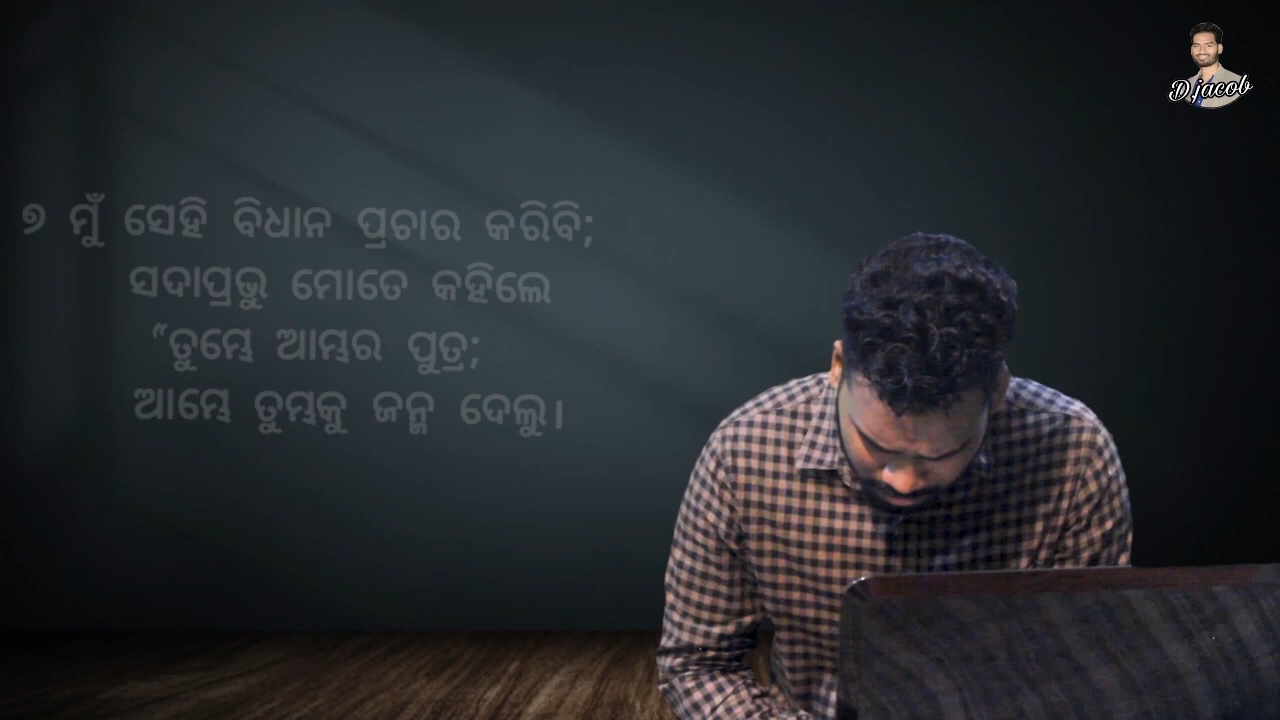 D jacob
୭ ମୁଁ ସେହି ବିଧାନ ପ୍ରଚାର କରିବି;
ସଦାପ୍ରଭୁ ମୋତେ କହିଲେ
“ତୁମ୍ଭେ ଆମ୍ଭର ପୁତ୍ର;
ଆମ୍ଭେ ତୁମ୍ଭକୁ ଜନ୍ମ ଦେଲୁ।